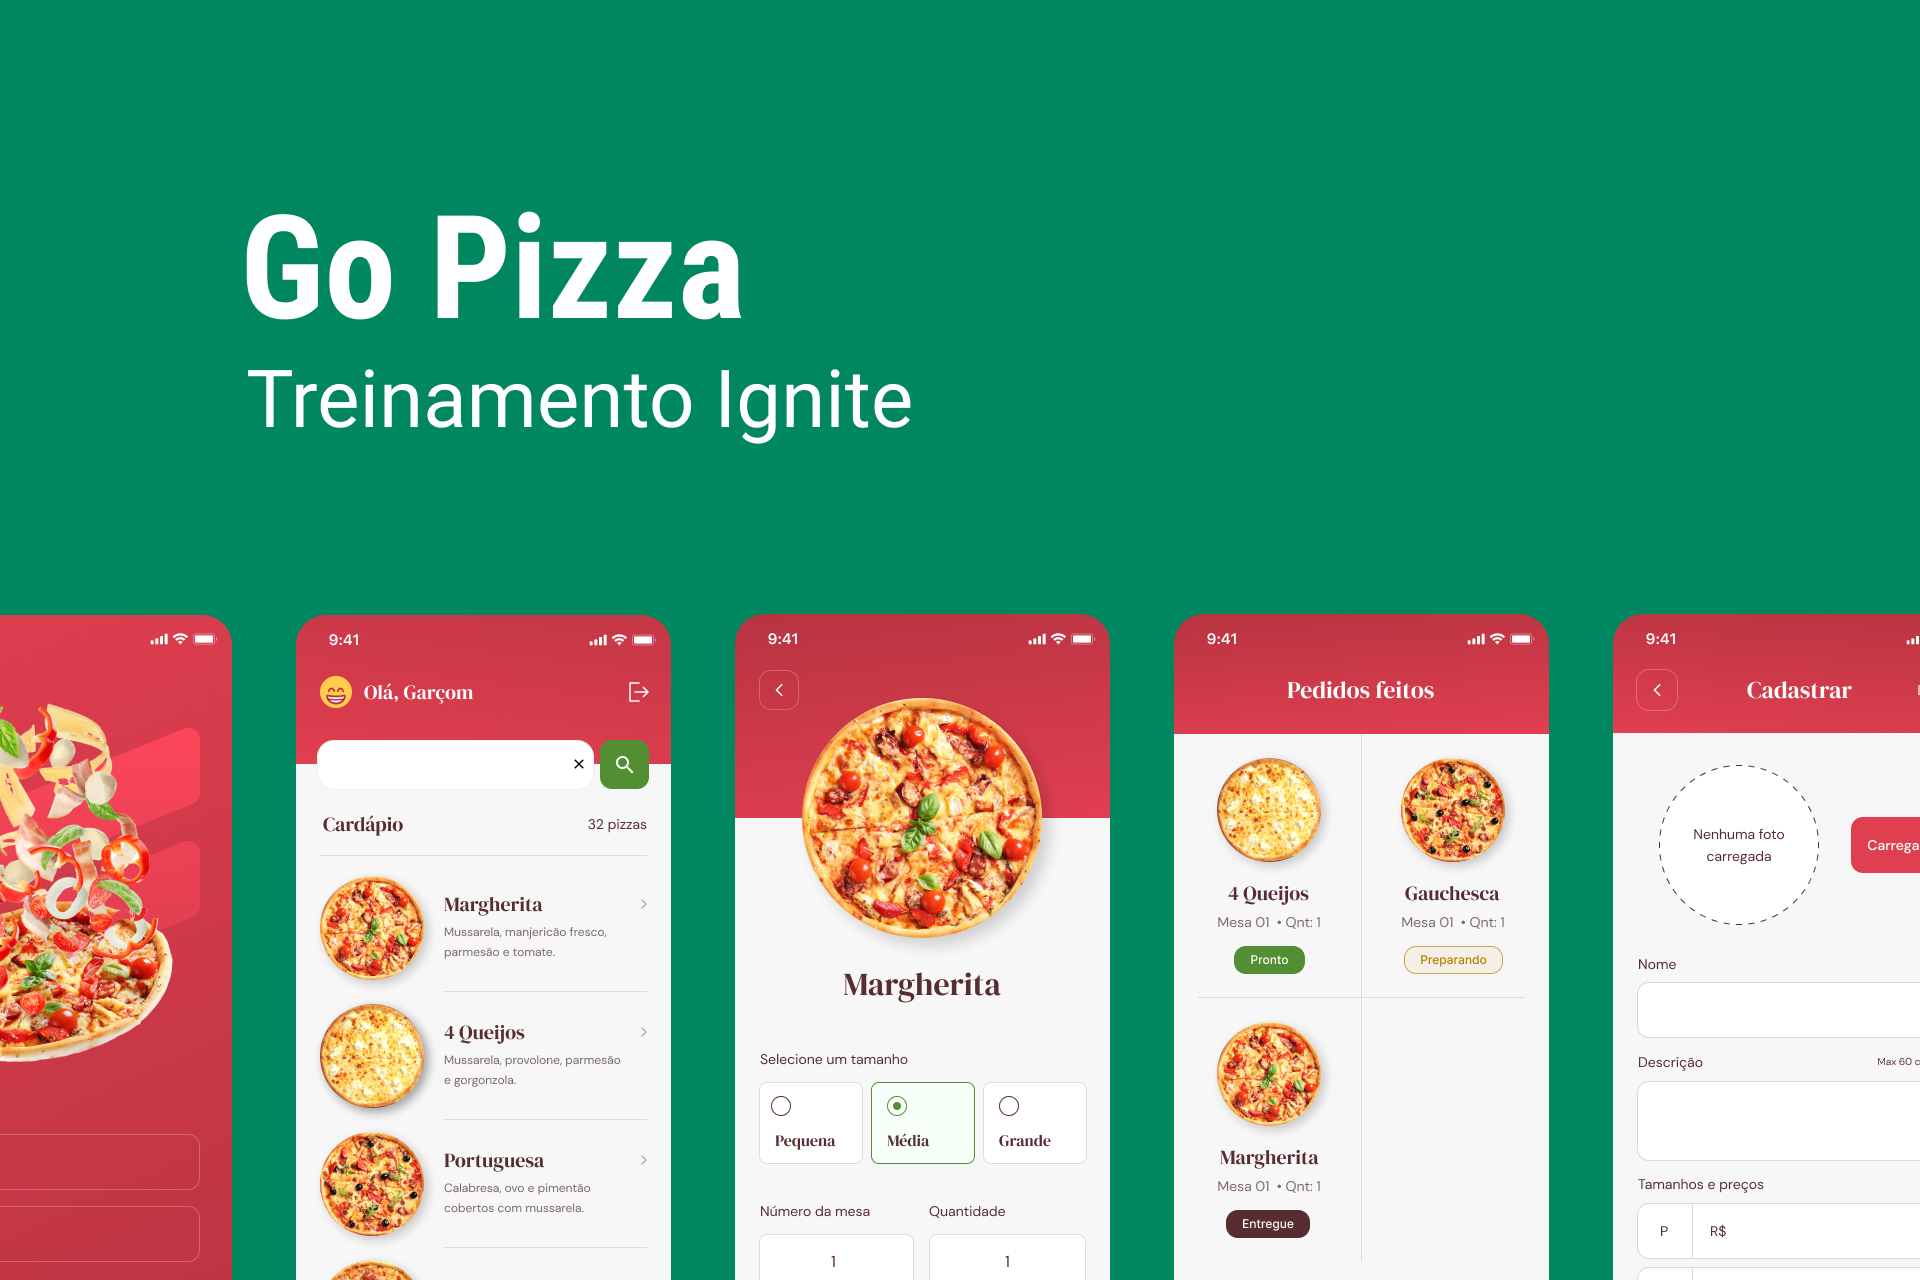 Go Pizza
Treinamento Ignite
9:41
Olá, Garçom
Cardápio
32 pizzas
Margherita
Mussarela, manjericão fresco,
parmesão e tomate.
4 Queijos
Mussarela, provolone, parmesão
e gorgonzola.
Portuguesa
Calabresa, ovo e pimentão
cobertos com mussarela.
9:41
Margherita
Selecione um tamanho
Pequena
Média
Grande
Número da mesa
Quantidade
1
1
9:41
Pedidos feitos
4 Queijos
Mesa 01 • Qnt: 1
Pronto
Gauchesca
Mesa 01 • Qnt: 1
Preparando
Margherita
Mesa 01 • Qnt: 1
Entregue
9:41
Cadastrar
Nenhuma foto
carregada
Carrega
Nome
Descrição
Max 60 c
Tamanhos e preços
P
R$